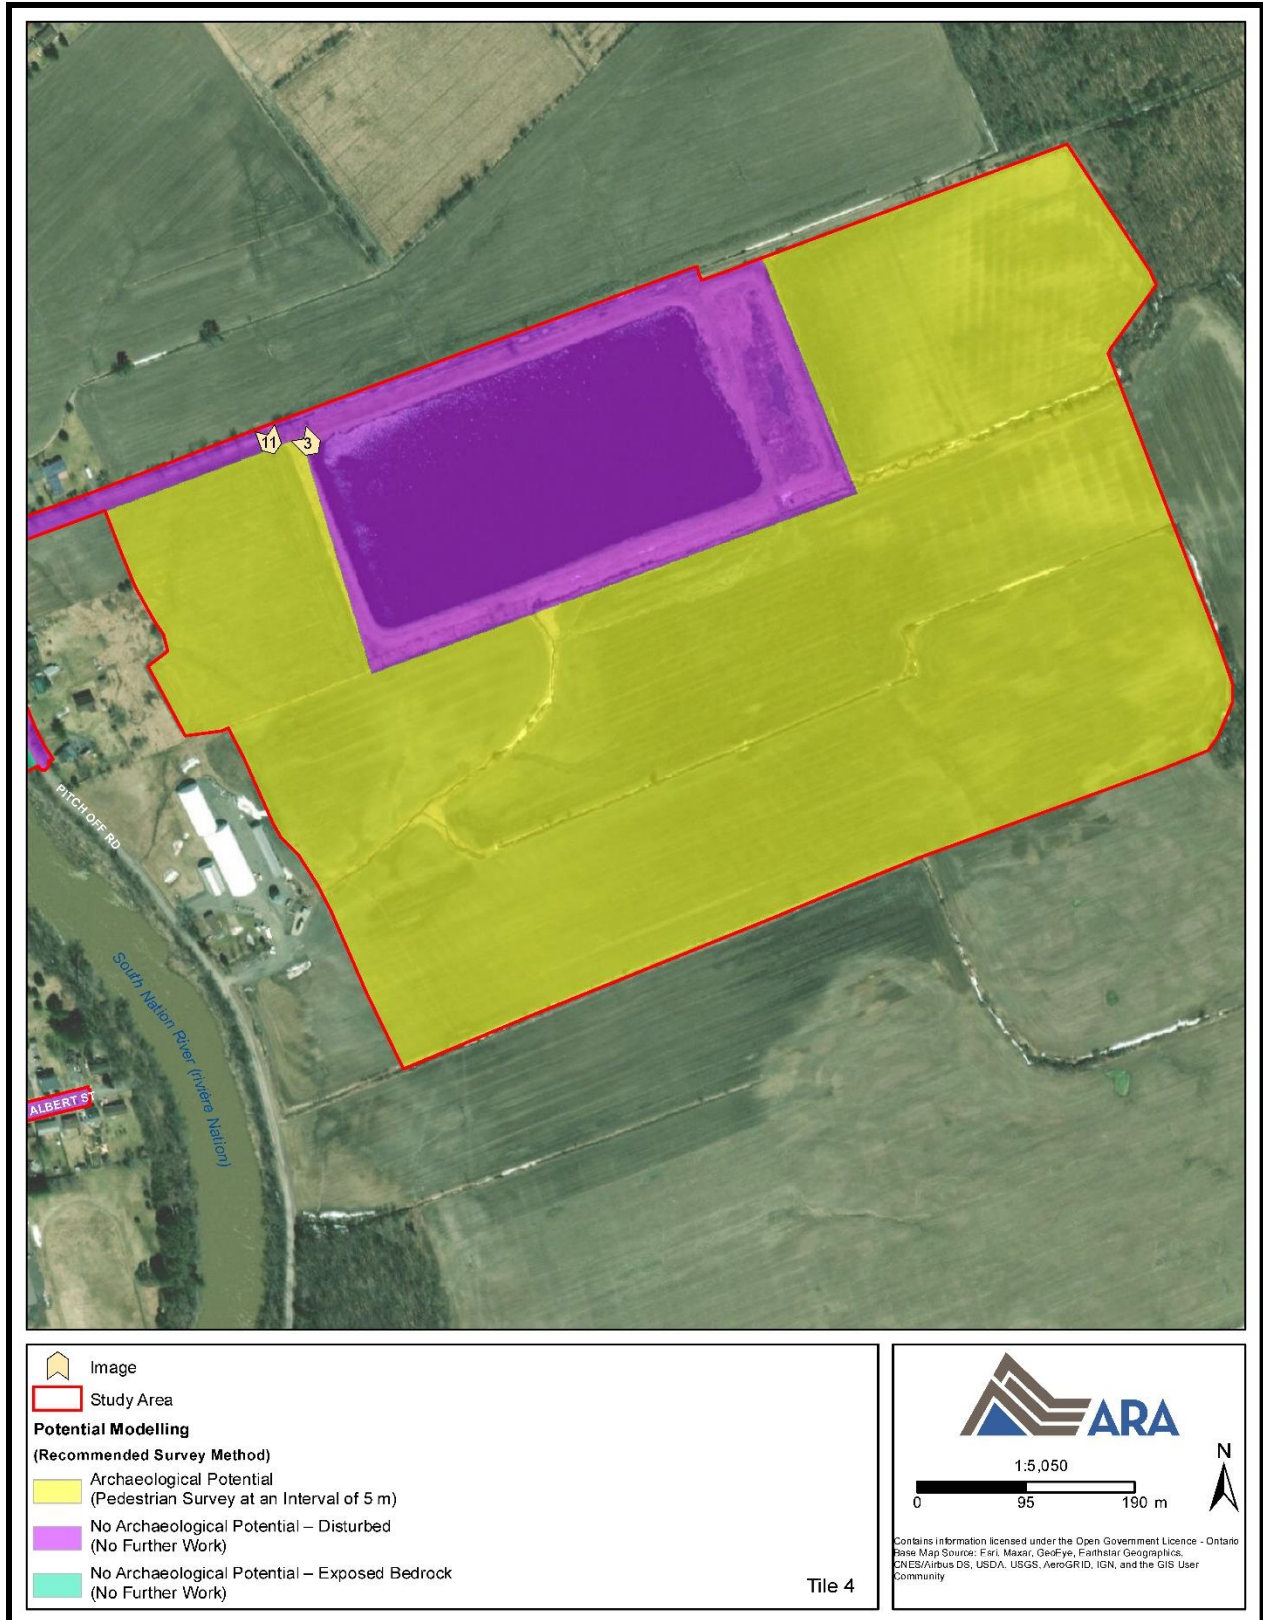 11
3
PITCH OFF RD
South Nation River (rivière Nation)
ALBERT ST
Image
Study Area
Potential Modelling
(Recommended Survey Method)
Archaeological Potential
(Pedestrian Survey at an Interval of 5 m)
No Archaeological Potential – Disturbed
(No Further Work)
No Archaeological Potential – Exposed Bedrock
(No Further Work)
Tile 4
ARA
1:5,050
N
0 95 190 m
Contains information licensed under the Open Government Licence - Ontario
Base Map Source: Esri, Maxar, GeoEye, Earthstar Geographics,
CNES/Airbus DS, USDA, USGS, AeroGRID, IGN, and the GIS User
Community